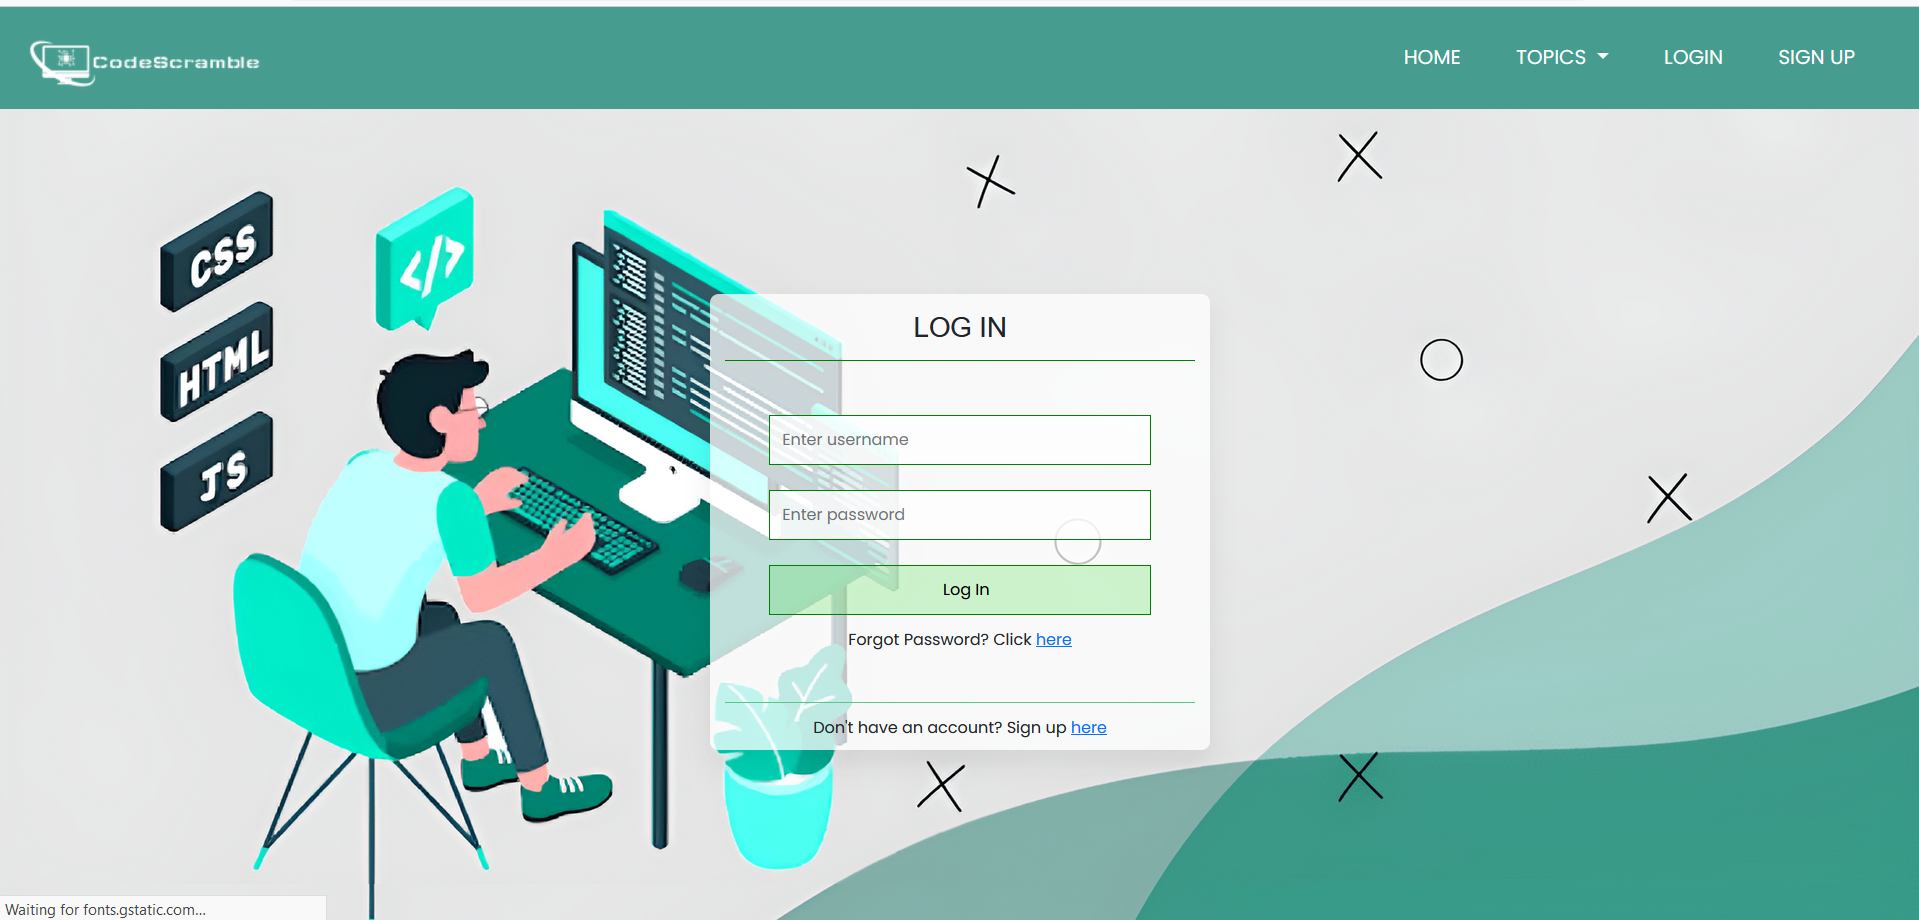 CodeScramble
HOME
TOPICS
LOGIN
SIGN UP
CSS
</>
HTML
JS
LOG IN
Enter username
Enter password
Log In
Forgot Password? Click here
Don't have an account? Sign up here
Waiting for fonts.gstatic.com...